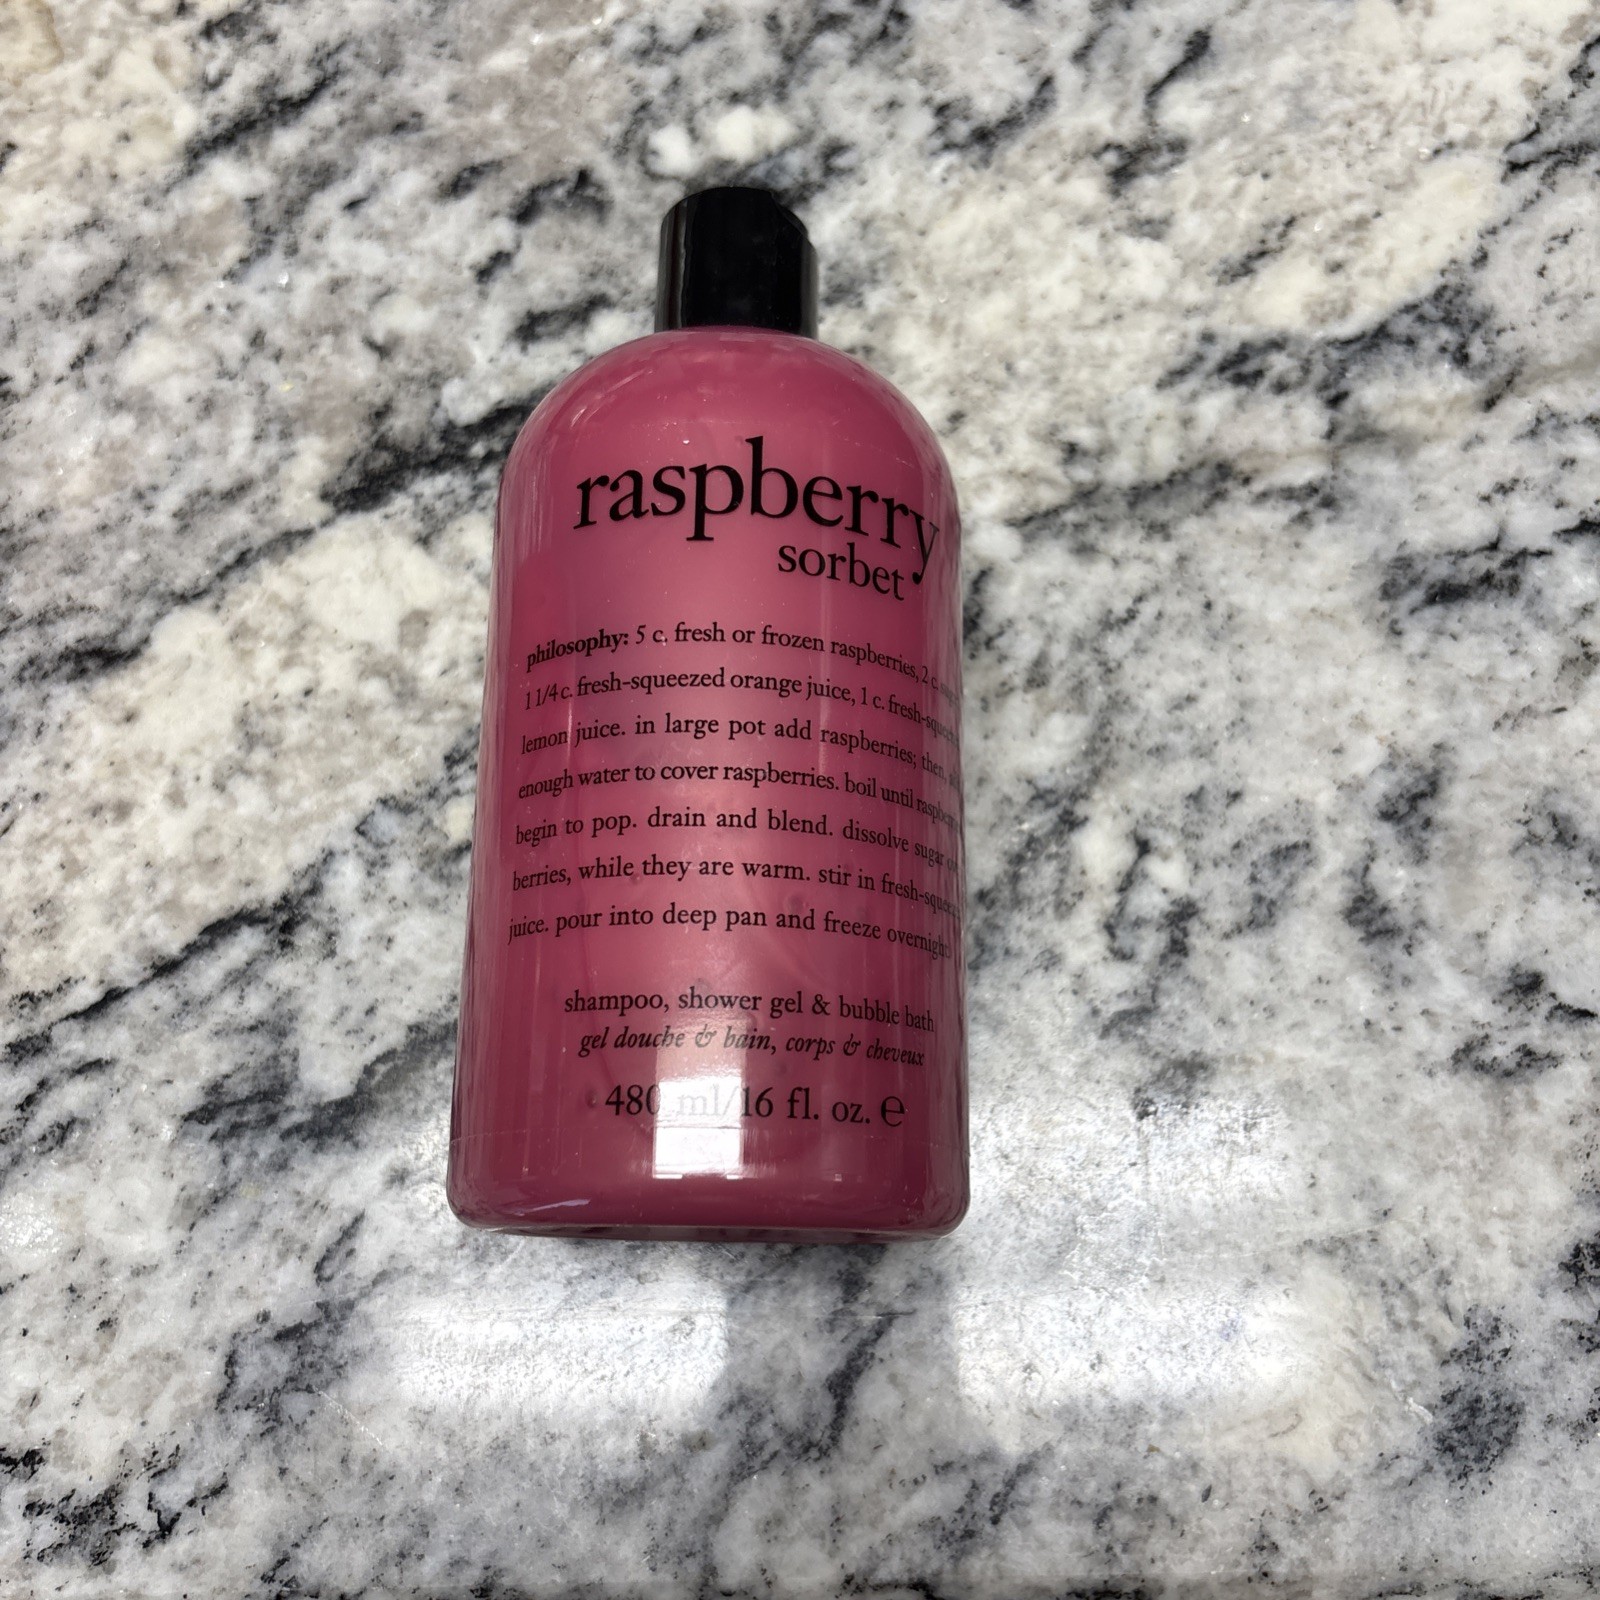 raspberry
sorbet
philosophy: 5 c. fresh or frozen raspberries, 2 c.
1 1/4 c. fresh-squeezed orange juice, 1 c. fresh-squeezed
lemon juice. in large pot add raspberries; then,
enough water to cover raspberries. boil until
begin to pop. drain and blend. dissolve sugar
berries, while they are warm. stir in fresh-squeezed
juice. pour into deep pan and freeze overnight.
shampoo, shower gel & bubble bath
gel douche & bain, corps & cheveux
480 ml/16 fl. oz. ℮